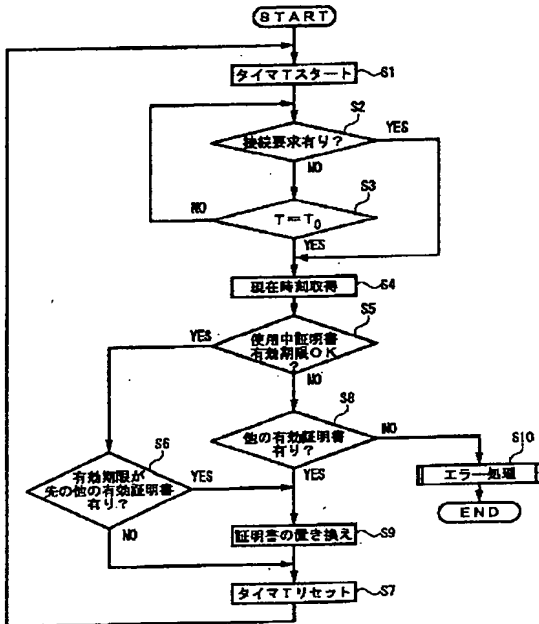 START
タイマTスタート
S1
S2
接続要求有り?
YES
NO
S3
NO
T=T0
YES
現在時刻取得
S4
S5
YES
使用中証明書
有効期限OK
?
NO
S8
他の有効証明書
有り?
NO
YES
S6
有効期限が
先の他の有効証明書
有り?
YES
NO
S10
エラー処理
END
証明書の置き換え
S9
タイマTリセット
S7